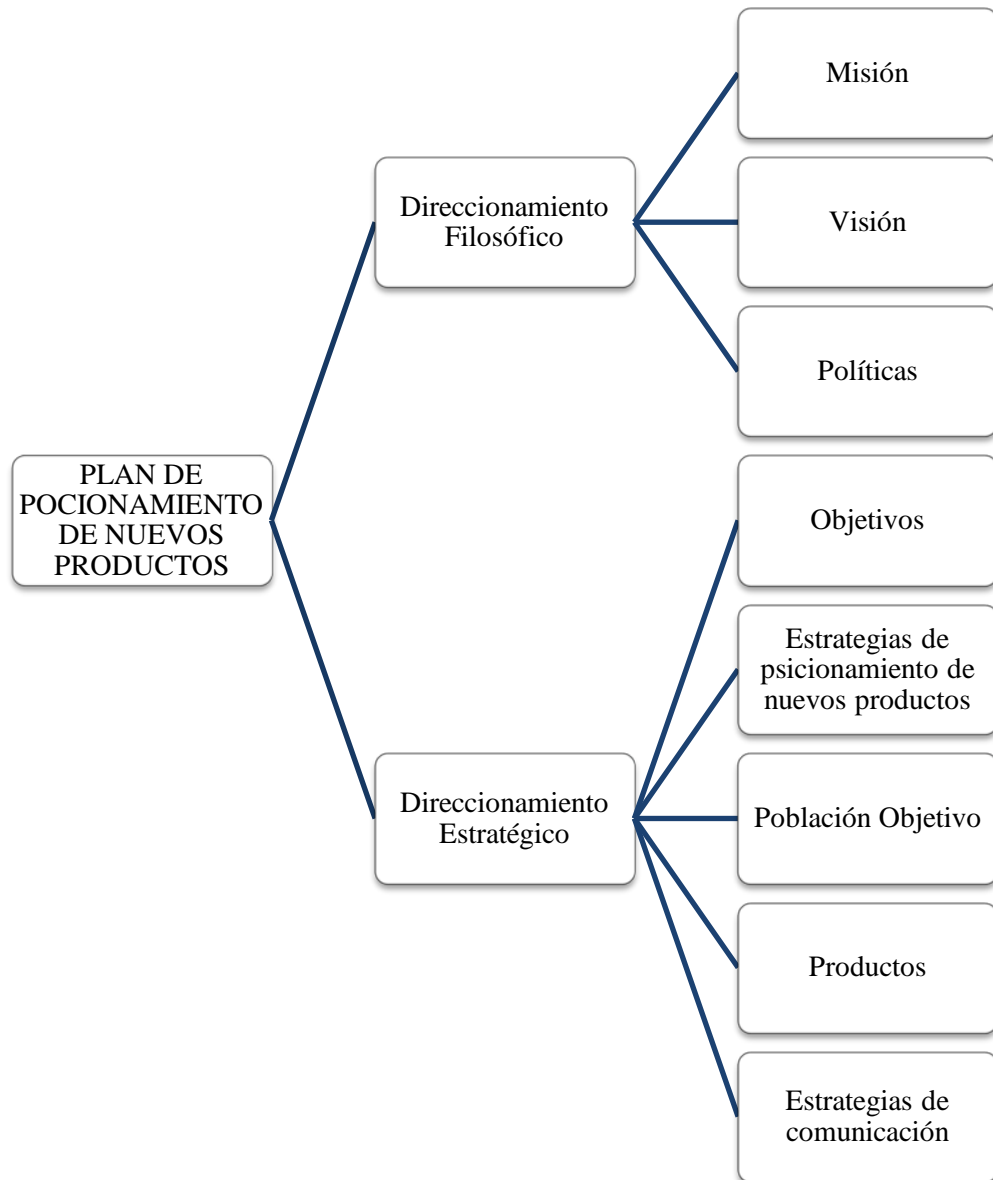 PLAN DE
POCIONAMIENTO
DE NUEVOS
PRODUCTOS
Direccionamiento
Filosófico
Misión
Visión
Políticas
Direccionamiento
Estratégico
Objetivos
Estrategias de
psicionamiento de
nuevos productos
Población Objetivo
Productos
Estrategias de
comunicación